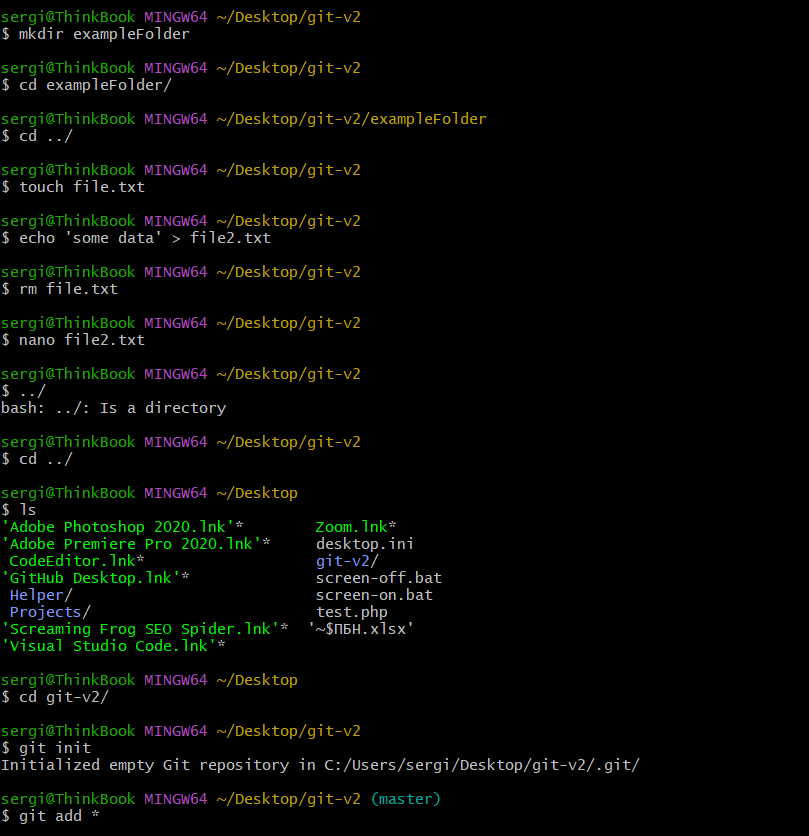 sergi@ThinkBook MINGW64 ~/Desktop/git-v2
$ mkdir exampleFolder
sergi@ThinkBook MINGW64 ~/Desktop/git-v2
$ cd exampleFolder/
sergi@ThinkBook MINGW64 ~/Desktop/git-v2/exampleFolder
$ cd ../
sergi@ThinkBook MINGW64 ~/Desktop/git-v2
$ touch file.txt
sergi@ThinkBook MINGW64 ~/Desktop/git-v2
$ echo 'some data' > file2.txt
sergi@ThinkBook MINGW64 ~/Desktop/git-v2
$ rm file.txt
sergi@ThinkBook MINGW64 ~/Desktop/git-v2
$ nano file2.txt
sergi@ThinkBook MINGW64 ~/Desktop/git-v2
$ ../
bash: ../: Is a directory
sergi@ThinkBook MINGW64 ~/Desktop/git-v2
$ cd ../
sergi@ThinkBook MINGW64 ~/Desktop
$ ls
'Adobe Photoshop 2020.lnk'*        Zoom.lnk*
'Adobe Premiere Pro 2020.lnk'*     desktop.ini
 CodeEditor.lnk*                   git-v2/
'GitHub Desktop.lnk'*              screen-off.bat
 Helper/                           screen-on.bat
 Projects/                         test.php
'Screaming Frog SEO Spider.lnk'*  '~$ПБН.xlsx'
'Visual Studio Code.lnk'*
sergi@ThinkBook MINGW64 ~/Desktop
$ cd git-v2/
sergi@ThinkBook MINGW64 ~/Desktop/git-v2
$ git init
Initialized empty Git repository in C:/Users/sergi/Desktop/git-v2/.git/
sergi@ThinkBook MINGW64 ~/Desktop/git-v2 (master)
$ git add *